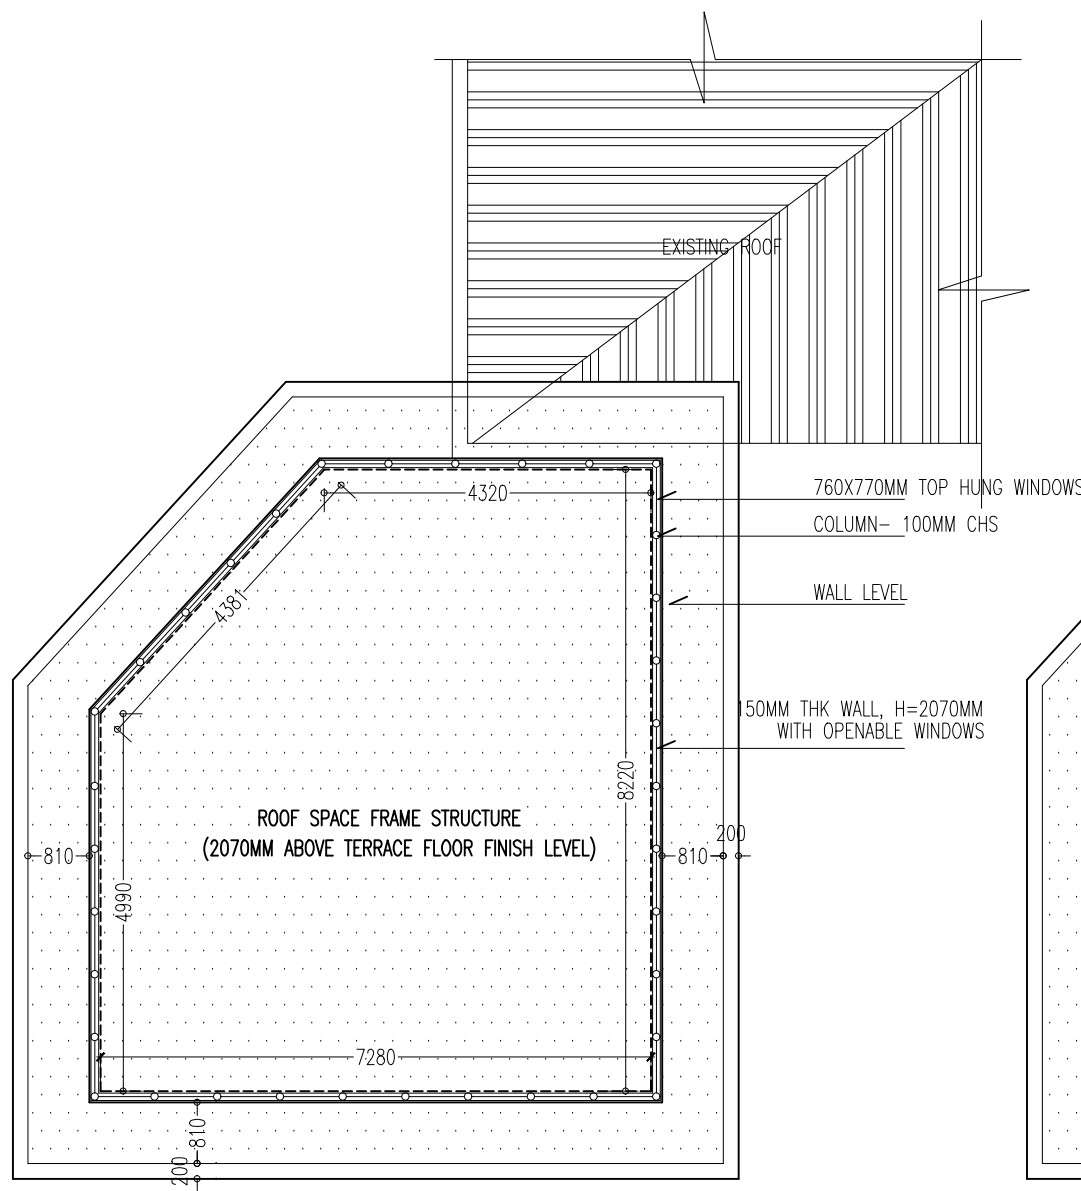 EXISTING ROOF
4320
760X770MM TOP HUNG WINDOWS
COLUMN- 100MM CHS
4381
WALL LEVEL
150MM THK WALL, H=2070MM
WITH OPENABLE WINDOWS
8220
ROOF SPACE FRAME STRUCTURE
(2070MM ABOVE TERRACE FLOOR FINISH LEVEL)
200
810
810
4990
7280
810
200